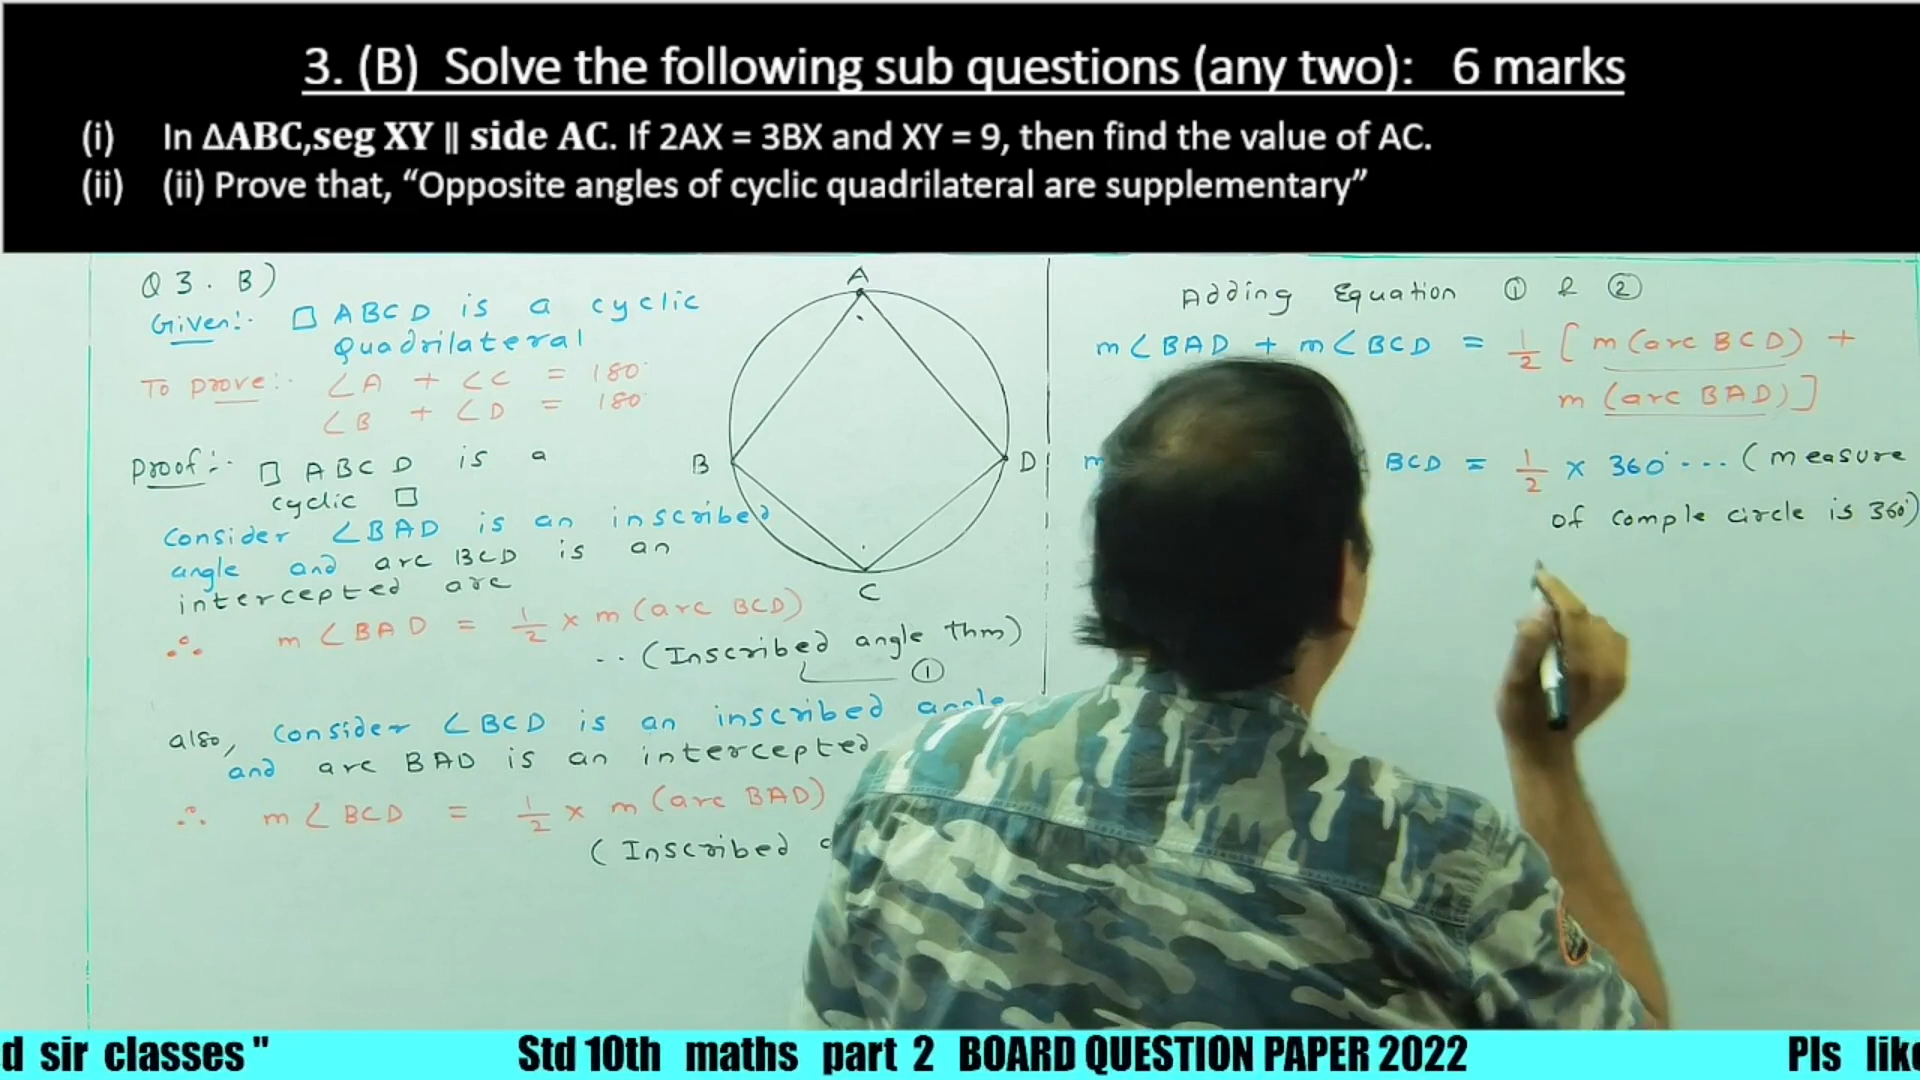 3. (B) Solve the following sub questions (any two): 6 marks
(i) In ΔABC,seg XY ∥ side AC. If 2AX = 3BX and XY = 9, then find the value of AC.
(ii) (ii) Prove that, “Opposite angles of cyclic quadrilateral are supplementary”
Q 3. B)
Given:- □ ABCD is a cyclic
Quadrilateral
To prove:- ∠A + ∠C = 180°
∠B + ∠D = 180°
Proof:- □ ABCD is a
cyclic □
Consider ∠BAD is an inscribed
angle and arc BCD is an
intercepted arc
∴ m∠BAD = 1/2 × m(arc BCD)
.. (Inscribed angle thm)
①
also, Consider ∠BCD is an inscribed angle
and arc BAD is an intercepted
∴ m∠BCD = 1/2 × m(arc BAD)
(Inscribed
A
B
D
C
Adding Equation ① & ②
m∠BAD + m∠BCD = 1/2 [m(arc BCD) +
m(arc BAD)]
m BCD = 1/2 × 360° ... (measure
of comple circle is 360°)
d sir classes" Std 10th maths part 2 BOARD QUESTION PAPER 2022 Pls like